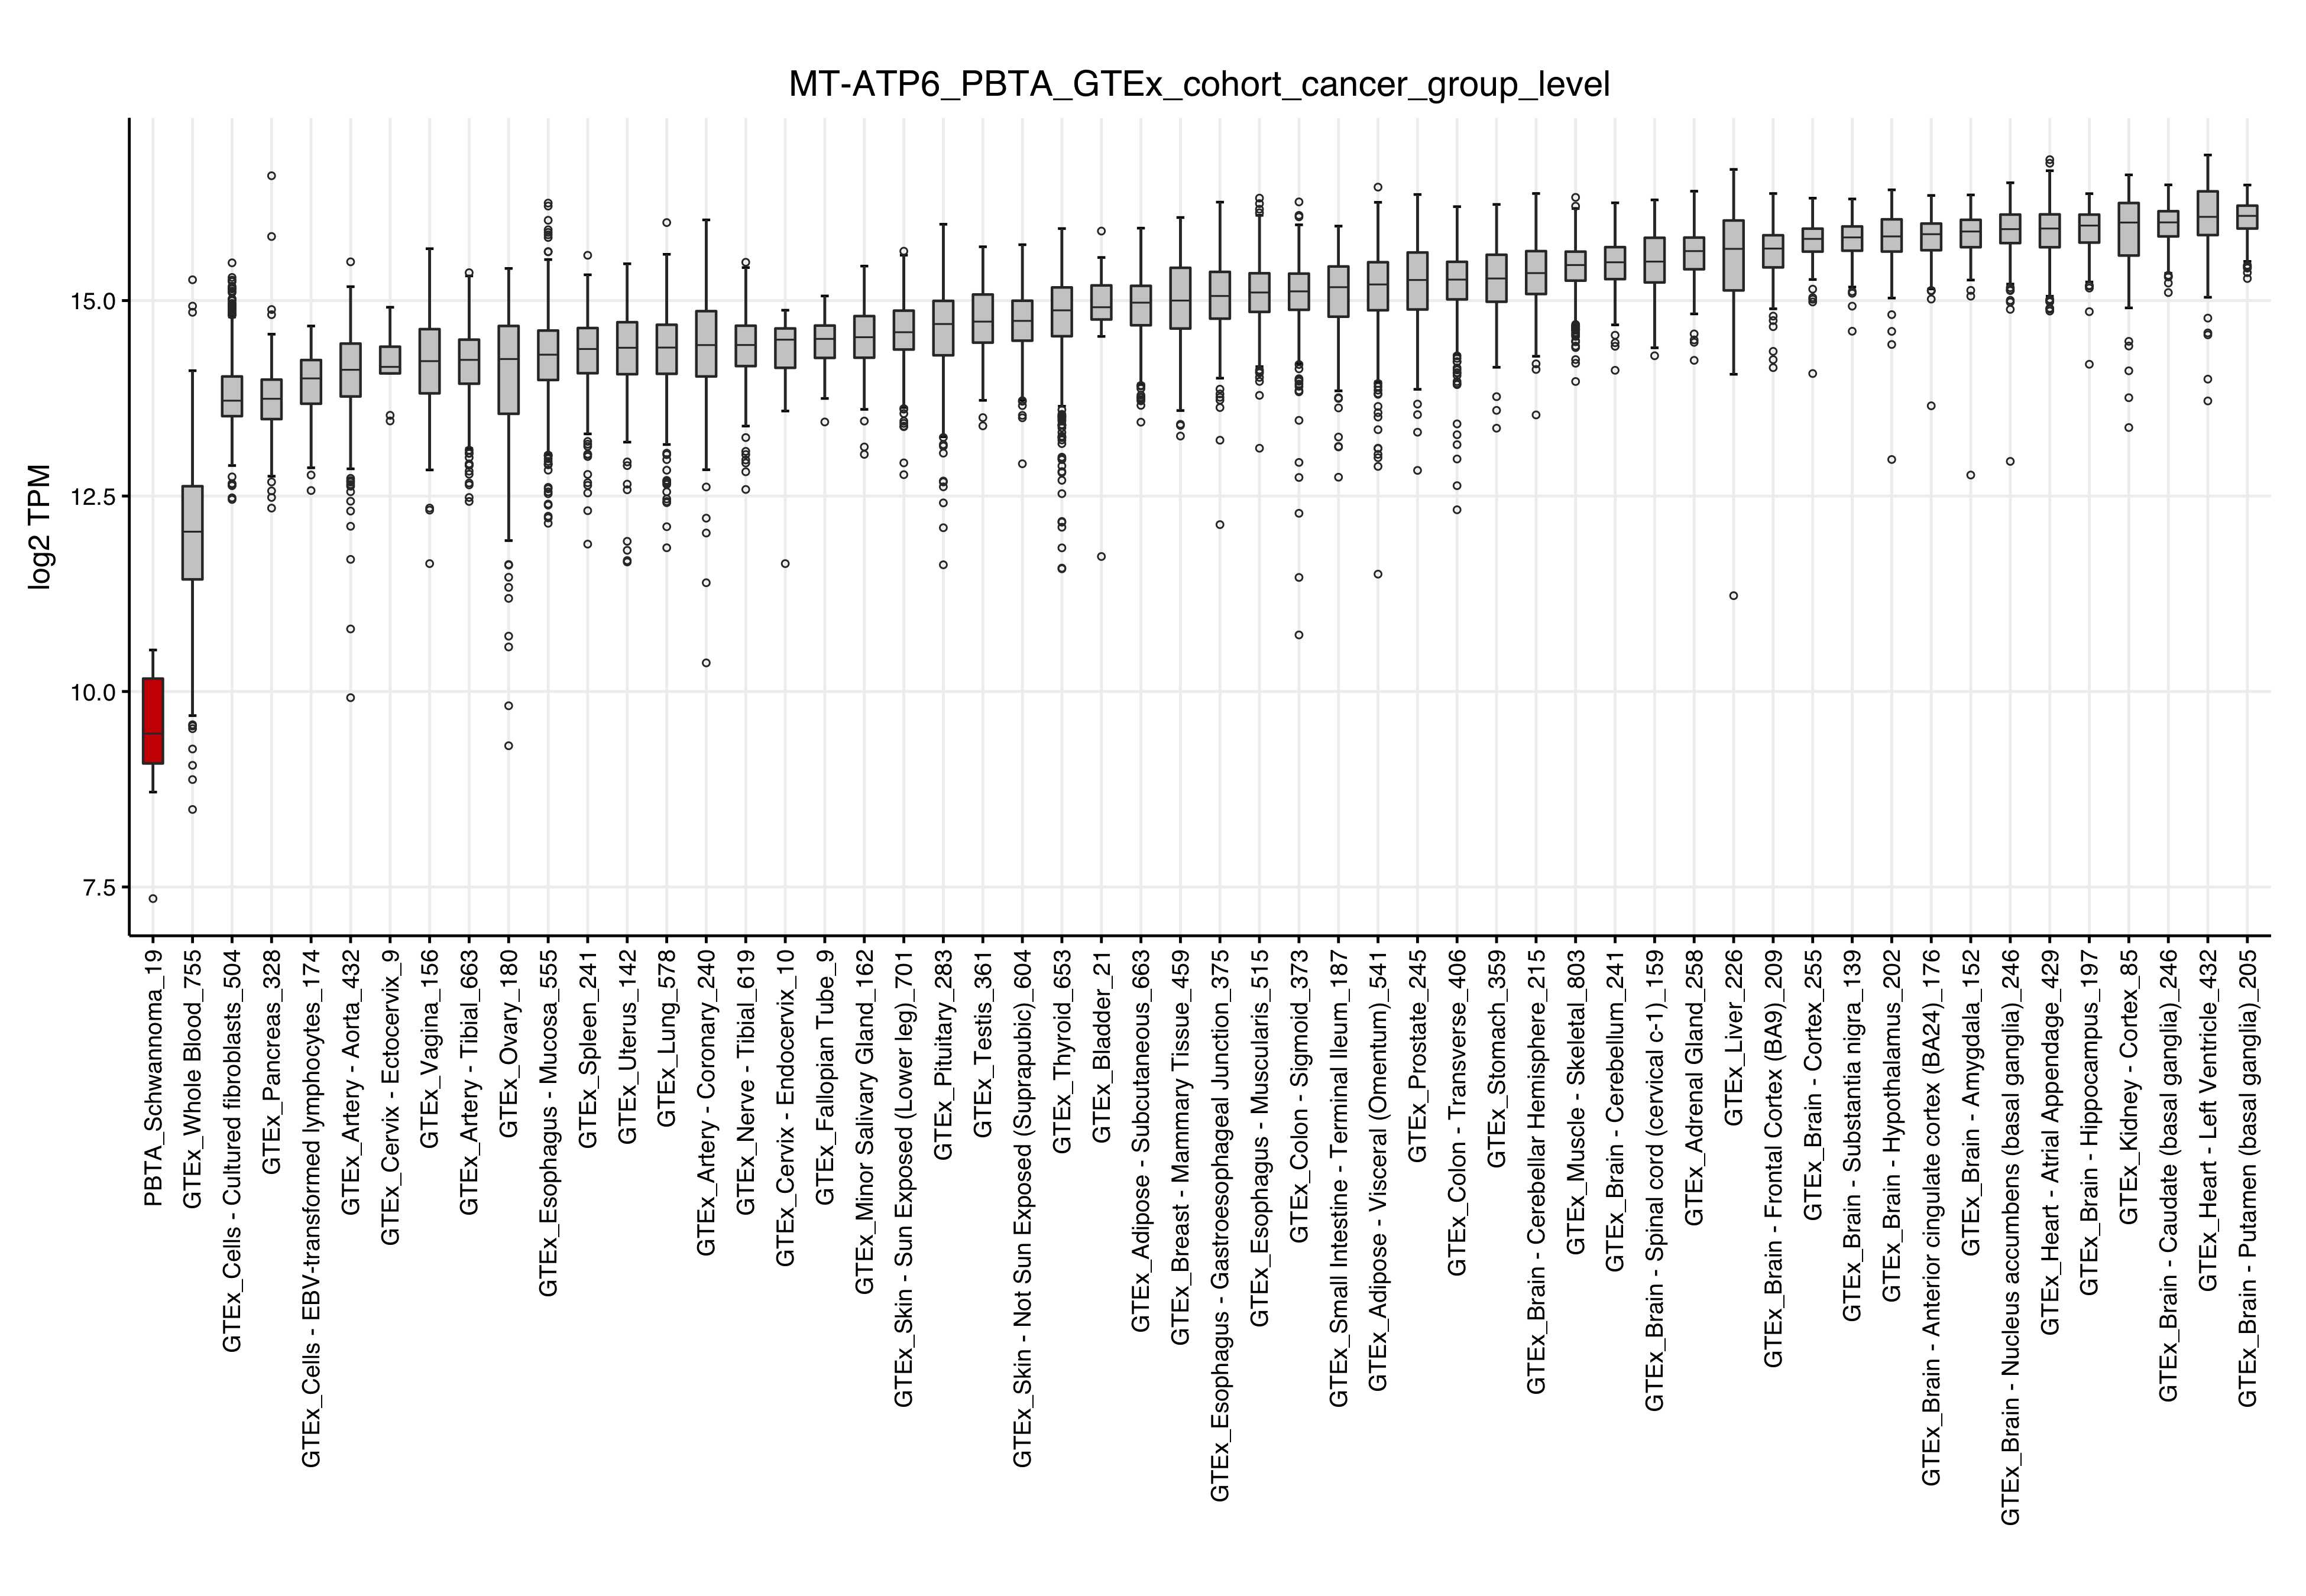 MT-ATP6_PBTA_GTEx_cohort_cancer_group_level
log2 TPM
15.0
12.5
10.0
7.5
PBTA_Schwannoma_19
GTEx_Whole Blood_755
GTEx_Cells - Cultured fibroblasts_504
GTEx_Pancreas_328
GTEx_Cells - EBV-transformed lymphocytes_174
GTEx_Artery - Aorta_432
GTEx_Cervix - Ectocervix_9
GTEx_Vagina_156
GTEx_Artery - Tibial_663
GTEx_Ovary_180
GTEx_Esophagus - Mucosa_555
GTEx_Spleen_241
GTEx_Uterus_142
GTEx_Lung_578
GTEx_Artery - Coronary_240
GTEx_Nerve - Tibial_619
GTEx_Cervix - Endocervix_10
GTEx_Fallopian Tube_9
GTEx_Minor Salivary Gland_162
GTEx_Skin - Sun Exposed (Lower leg)_701
GTEx_Pituitary_283
GTEx_Testis_361
GTEx_Skin - Not Sun Exposed (Suprapubic)_604
GTEx_Thyroid_653
GTEx_Bladder_21
GTEx_Adipose - Subcutaneous_663
GTEx_Breast - Mammary Tissue_459
GTEx_Esophagus - Gastroesophageal Junction_375
GTEx_Esophagus - Muscularis_515
GTEx_Colon - Sigmoid_373
GTEx_Small Intestine - Terminal Ileum_187
GTEx_Adipose - Visceral (Omentum)_541
GTEx_Prostate_245
GTEx_Colon - Transverse_406
GTEx_Stomach_359
GTEx_Brain - Cerebellar Hemisphere_215
GTEx_Muscle - Skeletal_803
GTEx_Brain - Cerebellum_241
GTEx_Brain - Spinal cord (cervical c-1)_159
GTEx_Adrenal Gland_258
GTEx_Liver_226
GTEx_Brain - Frontal Cortex (BA9)_209
GTEx_Brain - Cortex_255
GTEx_Brain - Substantia nigra_139
GTEx_Brain - Hypothalamus_202
GTEx_Brain - Anterior cingulate cortex (BA24)_176
GTEx_Brain - Amygdala_152
GTEx_Brain - Nucleus accumbens (basal ganglia)_246
GTEx_Heart - Atrial Appendage_429
GTEx_Brain - Hippocampus_197
GTEx_Kidney - Cortex_85
GTEx_Brain - Caudate (basal ganglia)_246
GTEx_Heart - Left Ventricle_432
GTEx_Brain - Putamen (basal ganglia)_205